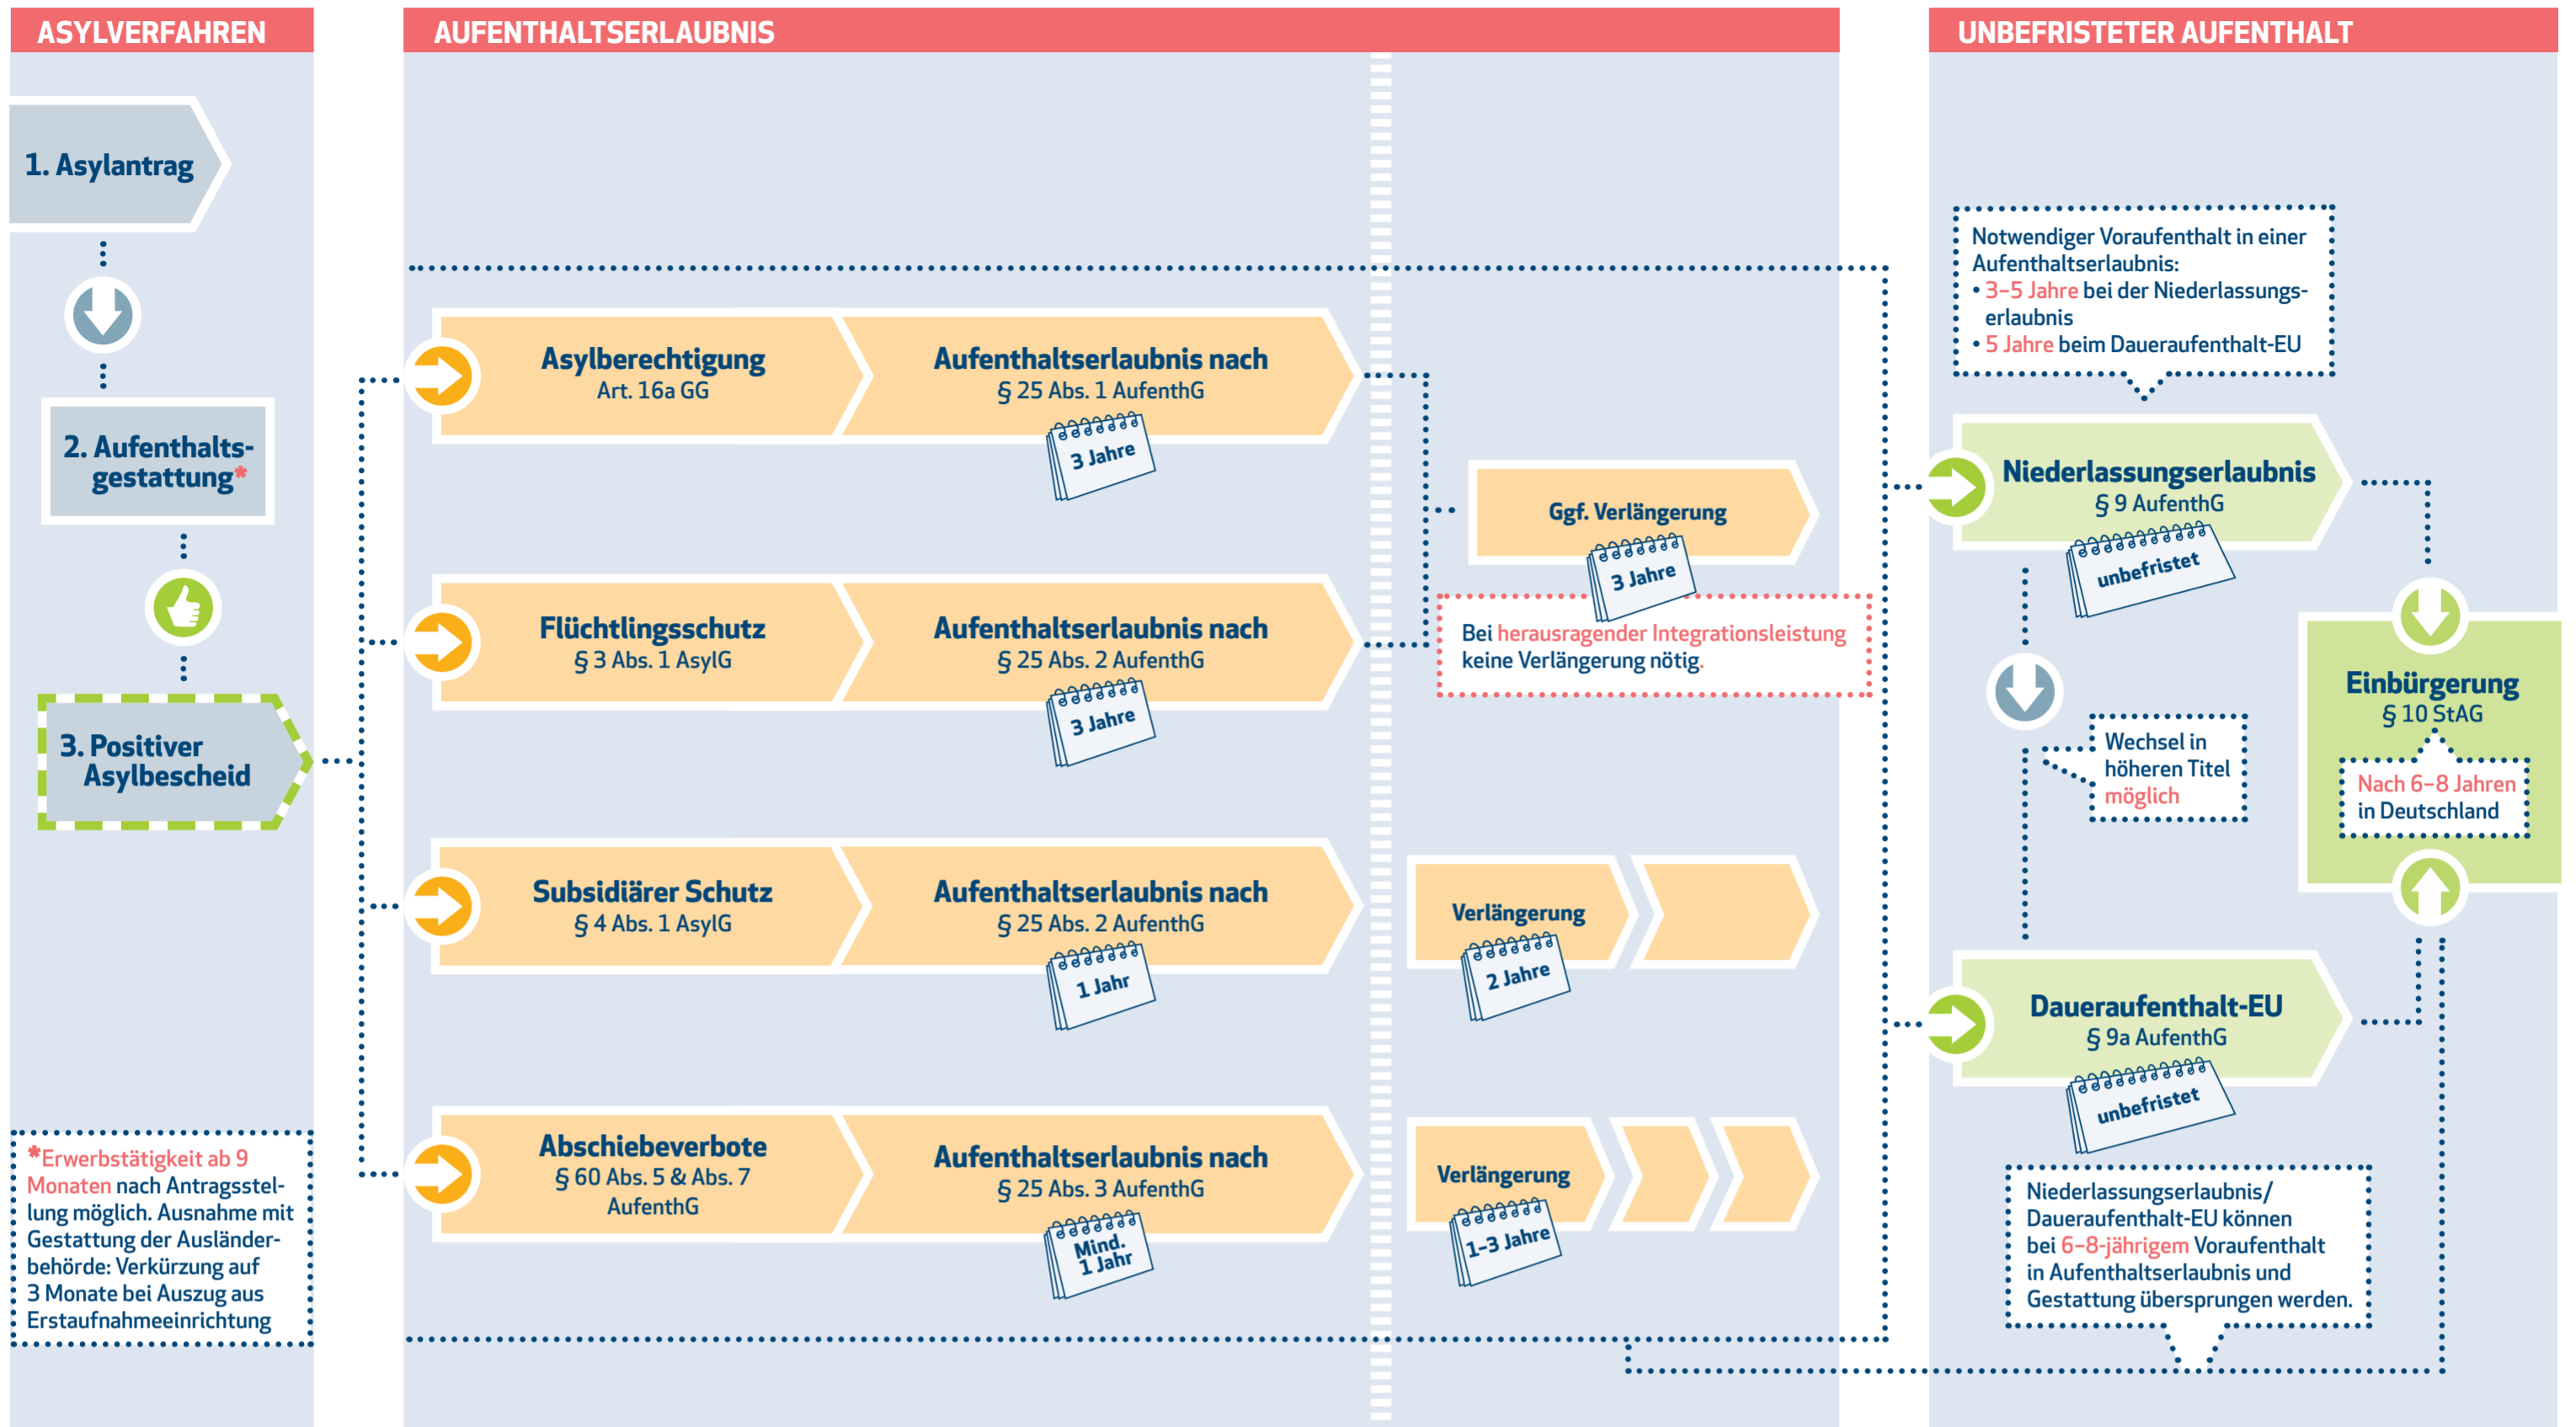 ASYLVERFAHREN
1. Asylantrag
2. Aufenthalts-
gestattung*
3. Positiver
Asylbescheid
*Erwerbstätigkeit ab 9
Monaten nach Antragsstel-
lung möglich. Ausnahme mit
Gestattung der Ausländer-
behörde: Verkürzung auf
3 Monate bei Auszug aus
Erstaufnahmeeinrichtung
AUFENTHALTSERLAUBNIS
Asylberechtigung
Art. 16a GG
Aufenthaltserlaubnis nach
§ 25 Abs. 1 AufenthG
3 Jahre
Flüchtlingsschutz
§ 3 Abs. 1 AsylG
Aufenthaltserlaubnis nach
§ 25 Abs. 2 AufenthG
3 Jahre
Ggf. Verlängerung
3 Jahre
Bei herausragender Integrationsleistung
keine Verlängerung nötig.
Subsidiärer Schutz
§ 4 Abs. 1 AsylG
Aufenthaltserlaubnis nach
§ 25 Abs. 2 AufenthG
1 Jahr
Verlängerung
2 Jahre
Abschiebeverbote
§ 60 Abs. 5 & Abs. 7
AufenthG
Aufenthaltserlaubnis nach
§ 25 Abs. 3 AufenthG
Mind.
1 Jahr
Verlängerung
1–3 Jahre
UNBEFRISTETER AUFENTHALT
Notwendiger Voraufenthalt in einer
Aufenthaltserlaubnis:
• 3–5 Jahre bei der Niederlassungs-
erlaubnis
• 5 Jahre beim Daueraufenthalt-EU
Niederlassungserlaubnis
§ 9 AufenthG
unbefristet
Wechsel in
höheren Titel
möglich
Einbürgerung
§ 10 StAG
Nach 6–8 Jahren
in Deutschland
Daueraufenthalt-EU
§ 9a AufenthG
unbefristet
Niederlassungserlaubnis/
Daueraufenthalt-EU können
bei 6–8-jährigem Voraufenthalt
in Aufenthaltserlaubnis und
Gestattung übersprungen werden.